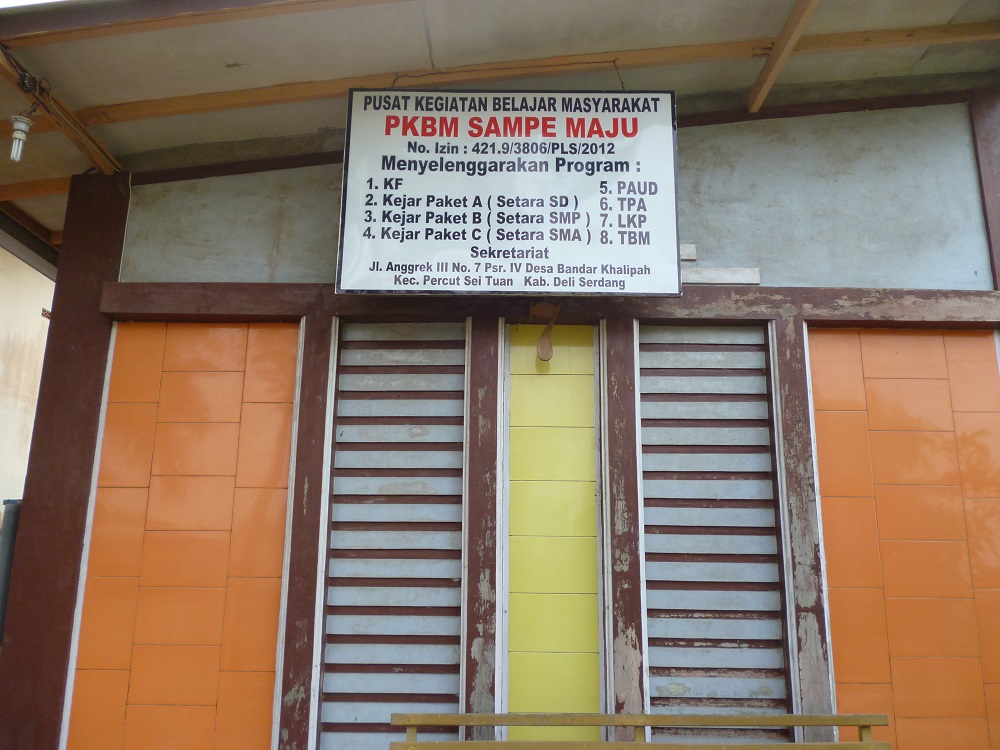 PUSAT KEGIATAN BELAJAR MASYARAKAT
PKBM SAMPE MAJU
No. Izin : 421.9/3806/PLS/2012
Menyelenggarakan Program :
1. KF
2. Kejar Paket A ( Setara SD )
3. Kejar Paket B ( Setara SMP )
4. Kejar Paket C ( Setara SMA )
5. PAUD
6. TPA
7. LKP
8. TBM
Sekretariat
Jl. Anggrek III No. 7 Psr. IV Desa Bandar Khalipah
Kec. Percut Sei Tuan Kab. Deli Serdang